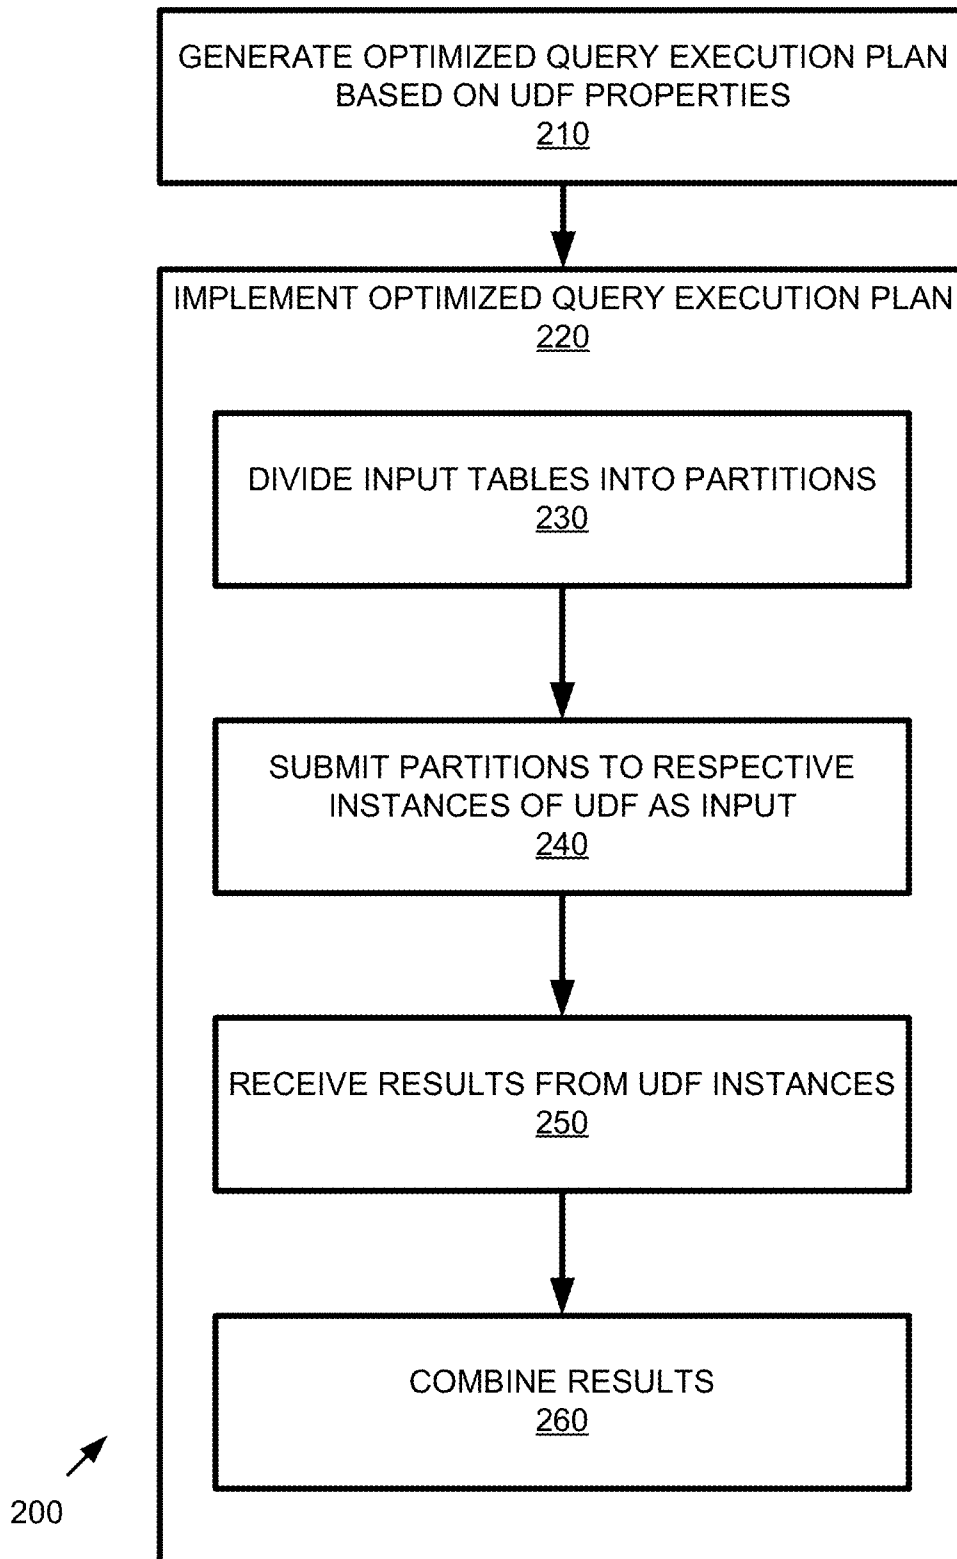 GENERATE OPTIMIZED QUERY EXECUTION PLAN
BASED ON UDF PROPERTIES
210
IMPLEMENT OPTIMIZED QUERY EXECUTION PLAN
220
DIVIDE INPUT TABLES INTO PARTITIONS
230
SUBMIT PARTITIONS TO RESPECTIVE
INSTANCES OF UDF AS INPUT
240
RECEIVE RESULTS FROM UDF INSTANCES
250
COMBINE RESULTS
260
200